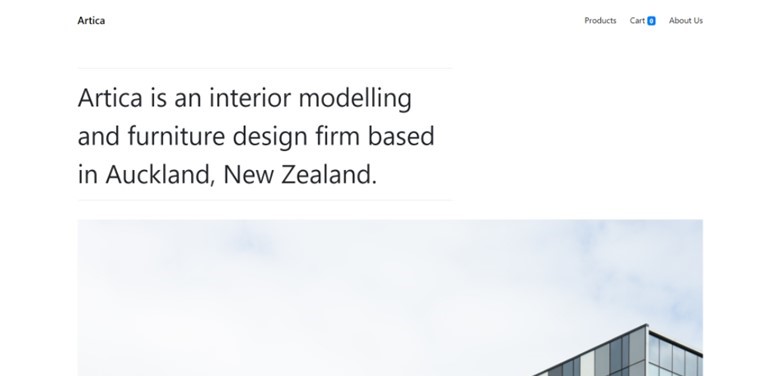 Artica
Products Cart 0 About Us
Artica is an interior modelling
and furniture design firm based
in Auckland, New Zealand.